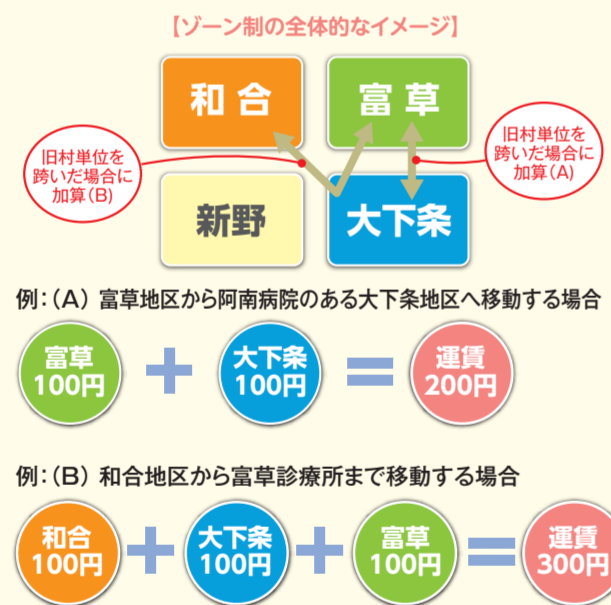 【ゾーン制の全体的なイメージ】
和合
富草
旧村単位を
跨いだ場合に
加算(B)
旧村単位を
跨いだ場合に
加算(A)
新野
大下条
例:(A) 富草地区から阿南病院のある大下条地区へ移動する場合
富草
100円
+
大下条
100円
=
運賃
200円
例:(B) 和合地区から富草診療所まで移動する場合
和合
100円
+
大下条
100円
+
富草
100円
=
運賃
300円